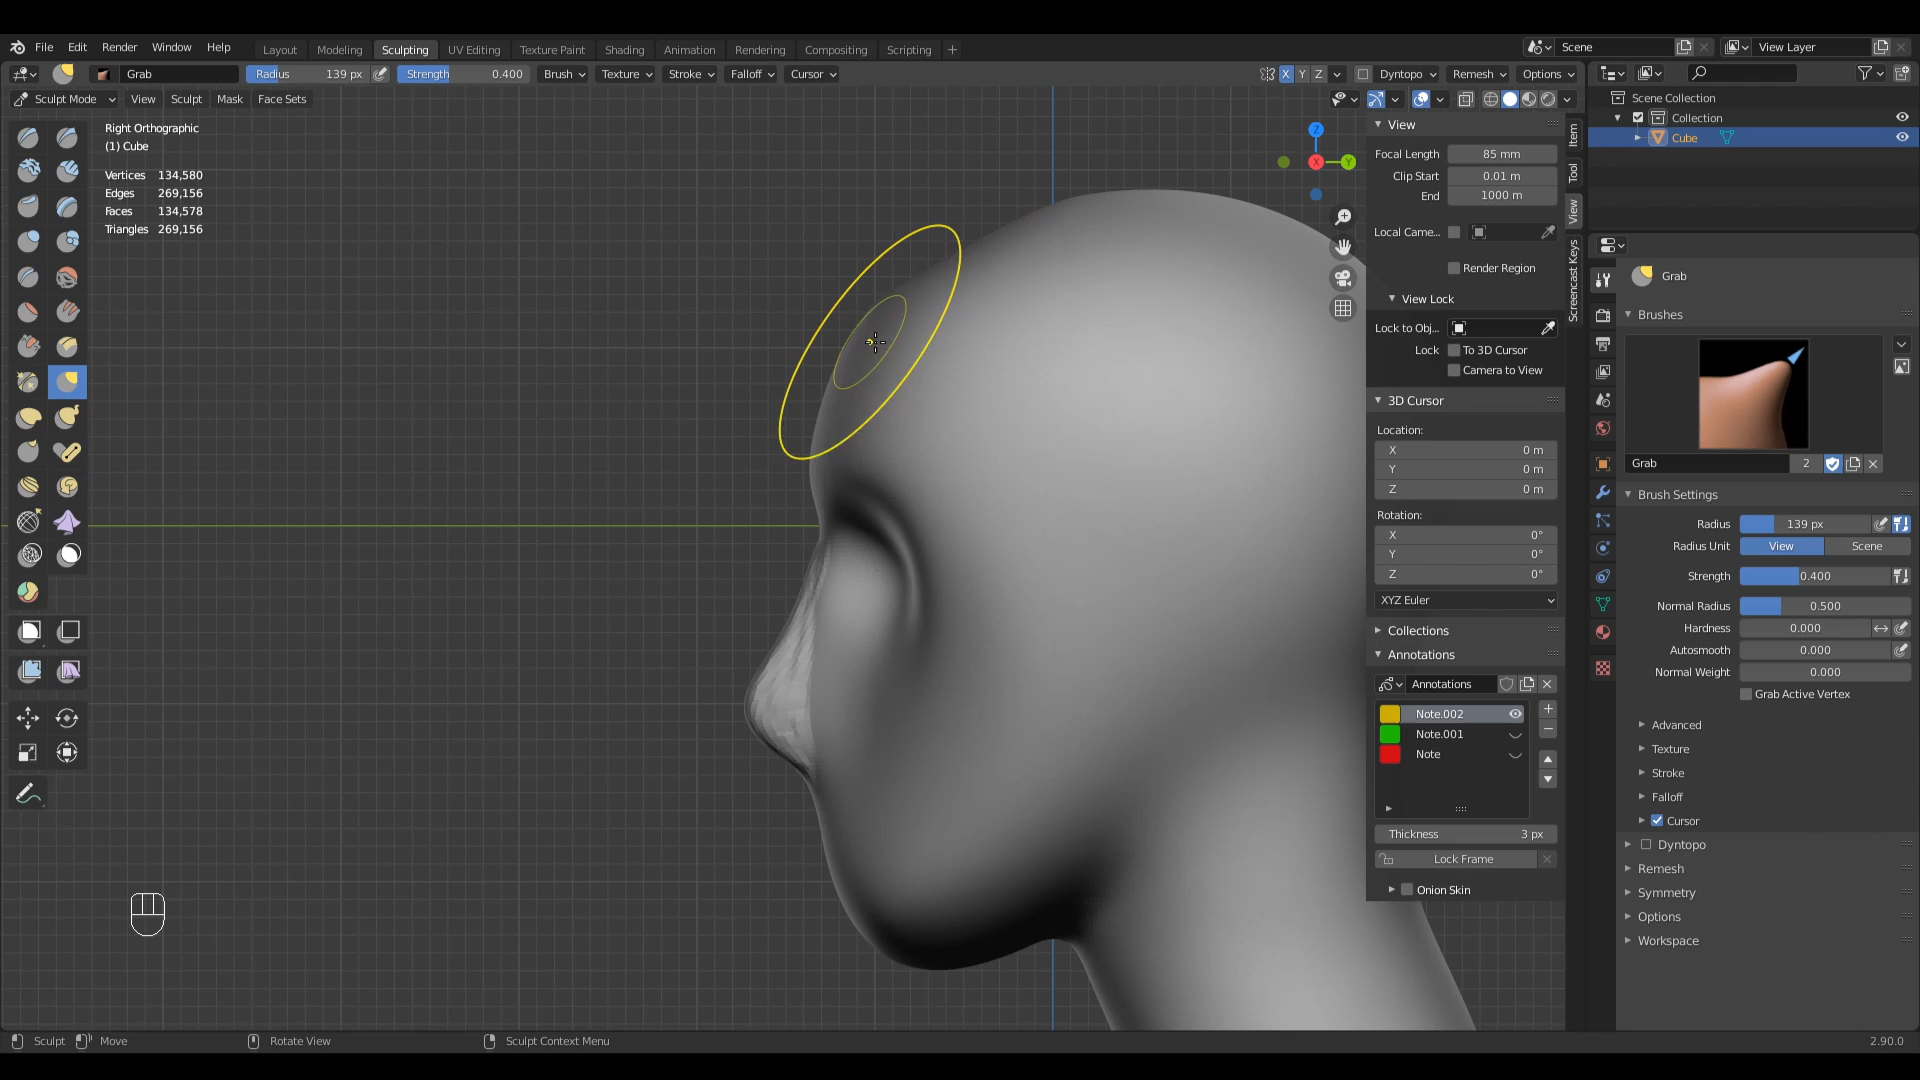 File Edit Render Window Help Layout Modeling Sculpting UV Editing Texture Paint Shading Animation Rendering Compositing Scripting + Scene View Layer
Grab Radius 139 px Strength 0.400 Brush Texture Stroke Falloff Cursor X Y Z Dyntopo Remesh Options
Sculpt Mode View Sculpt Mask Face Sets
Right Orthographic
(1) Cube
Vertices 134,580
Edges 269,156
Faces 134,578
Triangles 269,156
Z
X
Y
View
Focal Length 85 mm
Clip Start 0.01 m
End 1000 m
Local Came...
Render Region
View Lock
Lock to Obj...
Lock To 3D Cursor
Camera to View
3D Cursor
Location:
X 0 m
Y 0 m
Z 0 m
Rotation:
X 0°
Y 0°
Z 0°
XYZ Euler
Collections
Annotations
Annotations
Note.002
Note.001
Note
Thickness 3 px
Lock Frame
Onion Skin
Item
Tool
View
Screencast Keys
Scene Collection
Collection
Cube
Grab
Brushes
Grab 2
Brush Settings
Radius 139 px
Radius Unit View Scene
Strength 0.400
Normal Radius 0.500
Hardness 0.000
Autosmooth 0.000
Normal Weight 0.000
Grab Active Vertex
Advanced
Texture
Stroke
Falloff
Cursor
Dyntopo
Remesh
Symmetry
Options
Workspace
Sculpt Move Rotate View Sculpt Context Menu 2.90.0